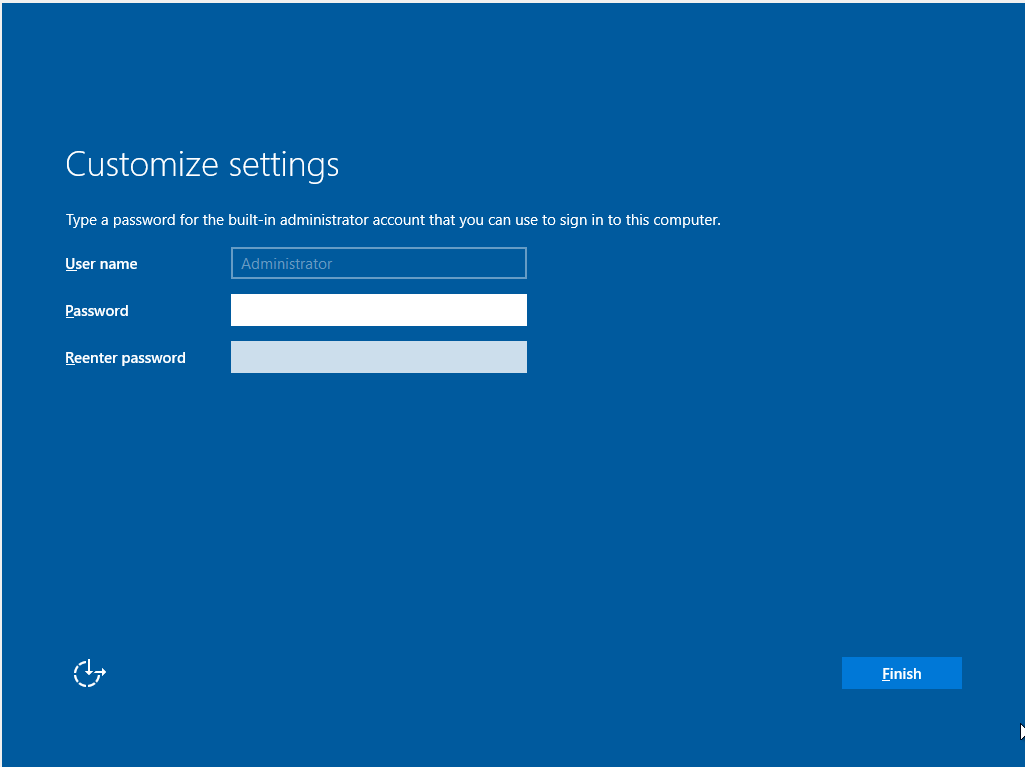 Customize settings
Type a password for the built-in administrator account that you can use to sign in to this computer.
User name Administrator
Password
Reenter password
Finish